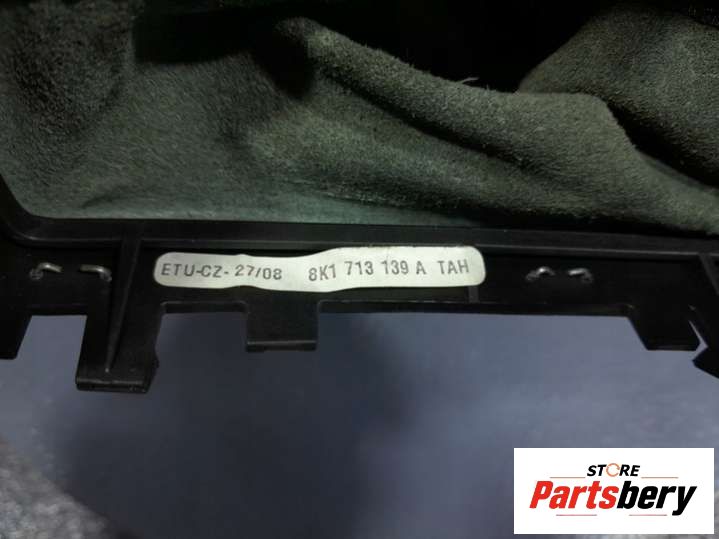 ETU-CZ- 27/08 8K1 713 139 A TAH
STORE
Partsbery